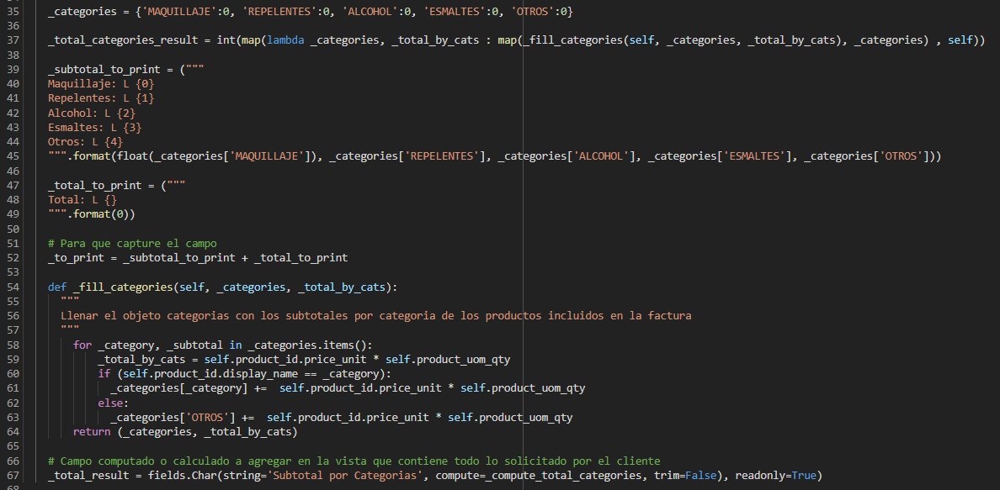 35 _categories = {'MAQUILLAJE':0, 'REPELENTES':0, 'ALCOHOL':0, 'ESMALTES':0, 'OTROS':0}
36
37 _total_categories_result = int(map(lambda _categories, _total_by_cats : map(_fill_categories(self, _categories, _total_by_cats), _categories) , self))
38
39 _subtotal_to_print = ("""
40 Maquillaje: L {0}
41 Repelentes: L {1}
42 Alcohol: L {2}
43 Esmaltes: L {3}
44 Otros: L {4}
45 """.format(float(_categories['MAQUILLAJE']), _categories['REPELENTES'], _categories['ALCOHOL'], _categories['ESMALTES'], _categories['OTROS']))
46
47 _total_to_print = ("""
48 Total: L {}
49 """.format(0))
50
51 # Para que capture el campo
52 _to_print = _subtotal_to_print + _total_to_print
53
54 def _fill_categories(self, _categories, _total_by_cats):
55 """
56 Llenar el objeto categorias con los subtotales por categoria de los productos incluidos en la factura
57 """
58 for _category, _subtotal in _categories.items():
59 _total_by_cats = self.product_id.price_unit * self.product_uom_qty
60 if (self.product_id.display_name == _category):
61 _categories[_category] += self.product_id.price_unit * self.product_uom_qty
62 else:
63 _categories['OTROS'] += self.product_id.price_unit * self.product_uom_qty
64 return (_categories, _total_by_cats)
65
66 # Campo computado o calculado a agregar en la vista que contiene todo lo solicitado por el cliente
67 _total_result = fields.Char(string='Subtotal por Categorias', compute=_compute_total_categories, trim=False), readonly=True)